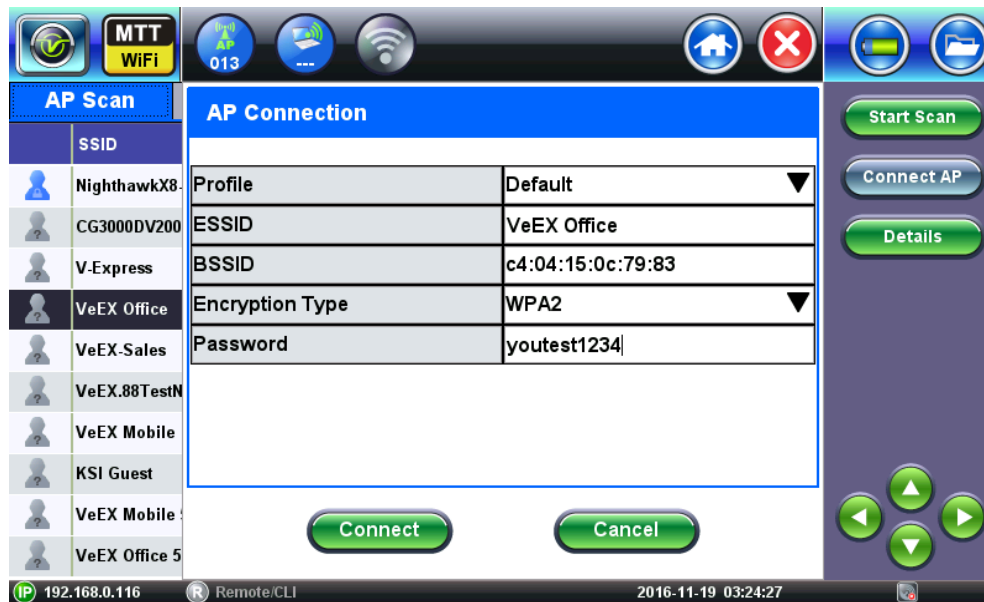 MTT
WiFi
AP
013
---
AP Scan
SSID
NighthawkX8-
CG3000DV200
V-Express
VeEX Office
VeEX-Sales
VeEX.88TestN
VeEX Mobile
KSI Guest
VeEX Mobile 5
VeEX Office 5
AP Connection
Profile Default
ESSID VeEX Office
BSSID c4:04:15:0c:79:83
Encryption Type WPA2
Password youtest1234
Connect Cancel
Start Scan
Connect AP
Details
IP 192.168.0.116 R Remote/CLI 2016-11-19 03:24:27